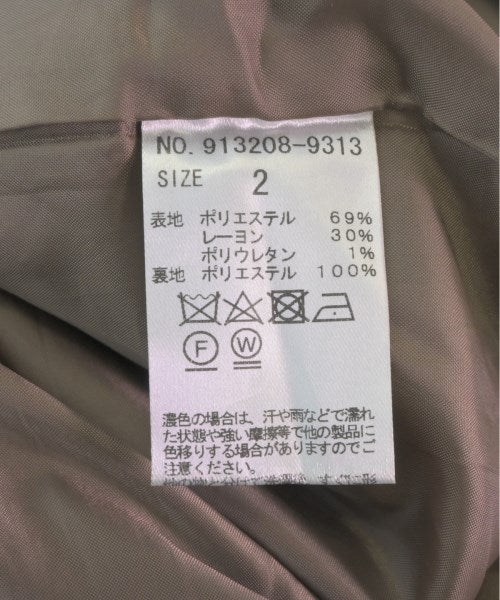 NO. 913208-9313
SIZE 2
表地 ポリエステル 69%
レーヨン 30%
ポリウレタン 1%
裏地 ポリエステル 100%
F W
濃色の場合は、汗や雨などで濡れ
た状態や強い摩擦等で他の製品に
色移りする場合がありますのでご
注意ください。